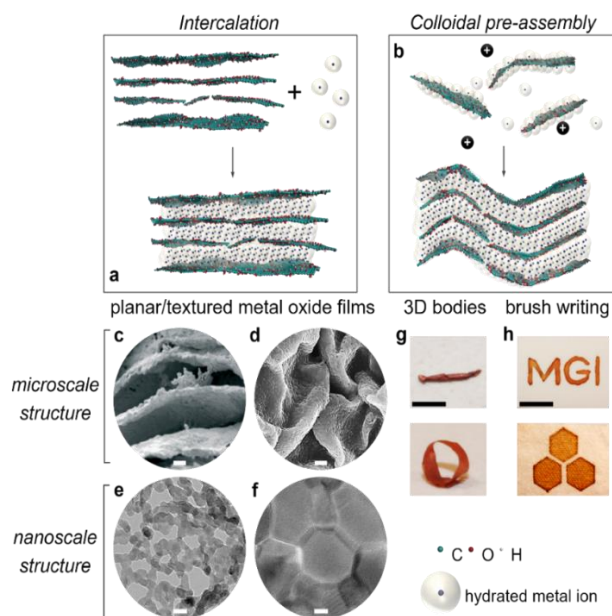 Intercalation
Colloidal pre-assembly
b
+
+
+
+
a
planar/textured metal oxide films
3D bodies
brush writing
microscale
structure
c
d
g
h
MGI
nanoscale
structure
e
f
C O H
hydrated metal ion